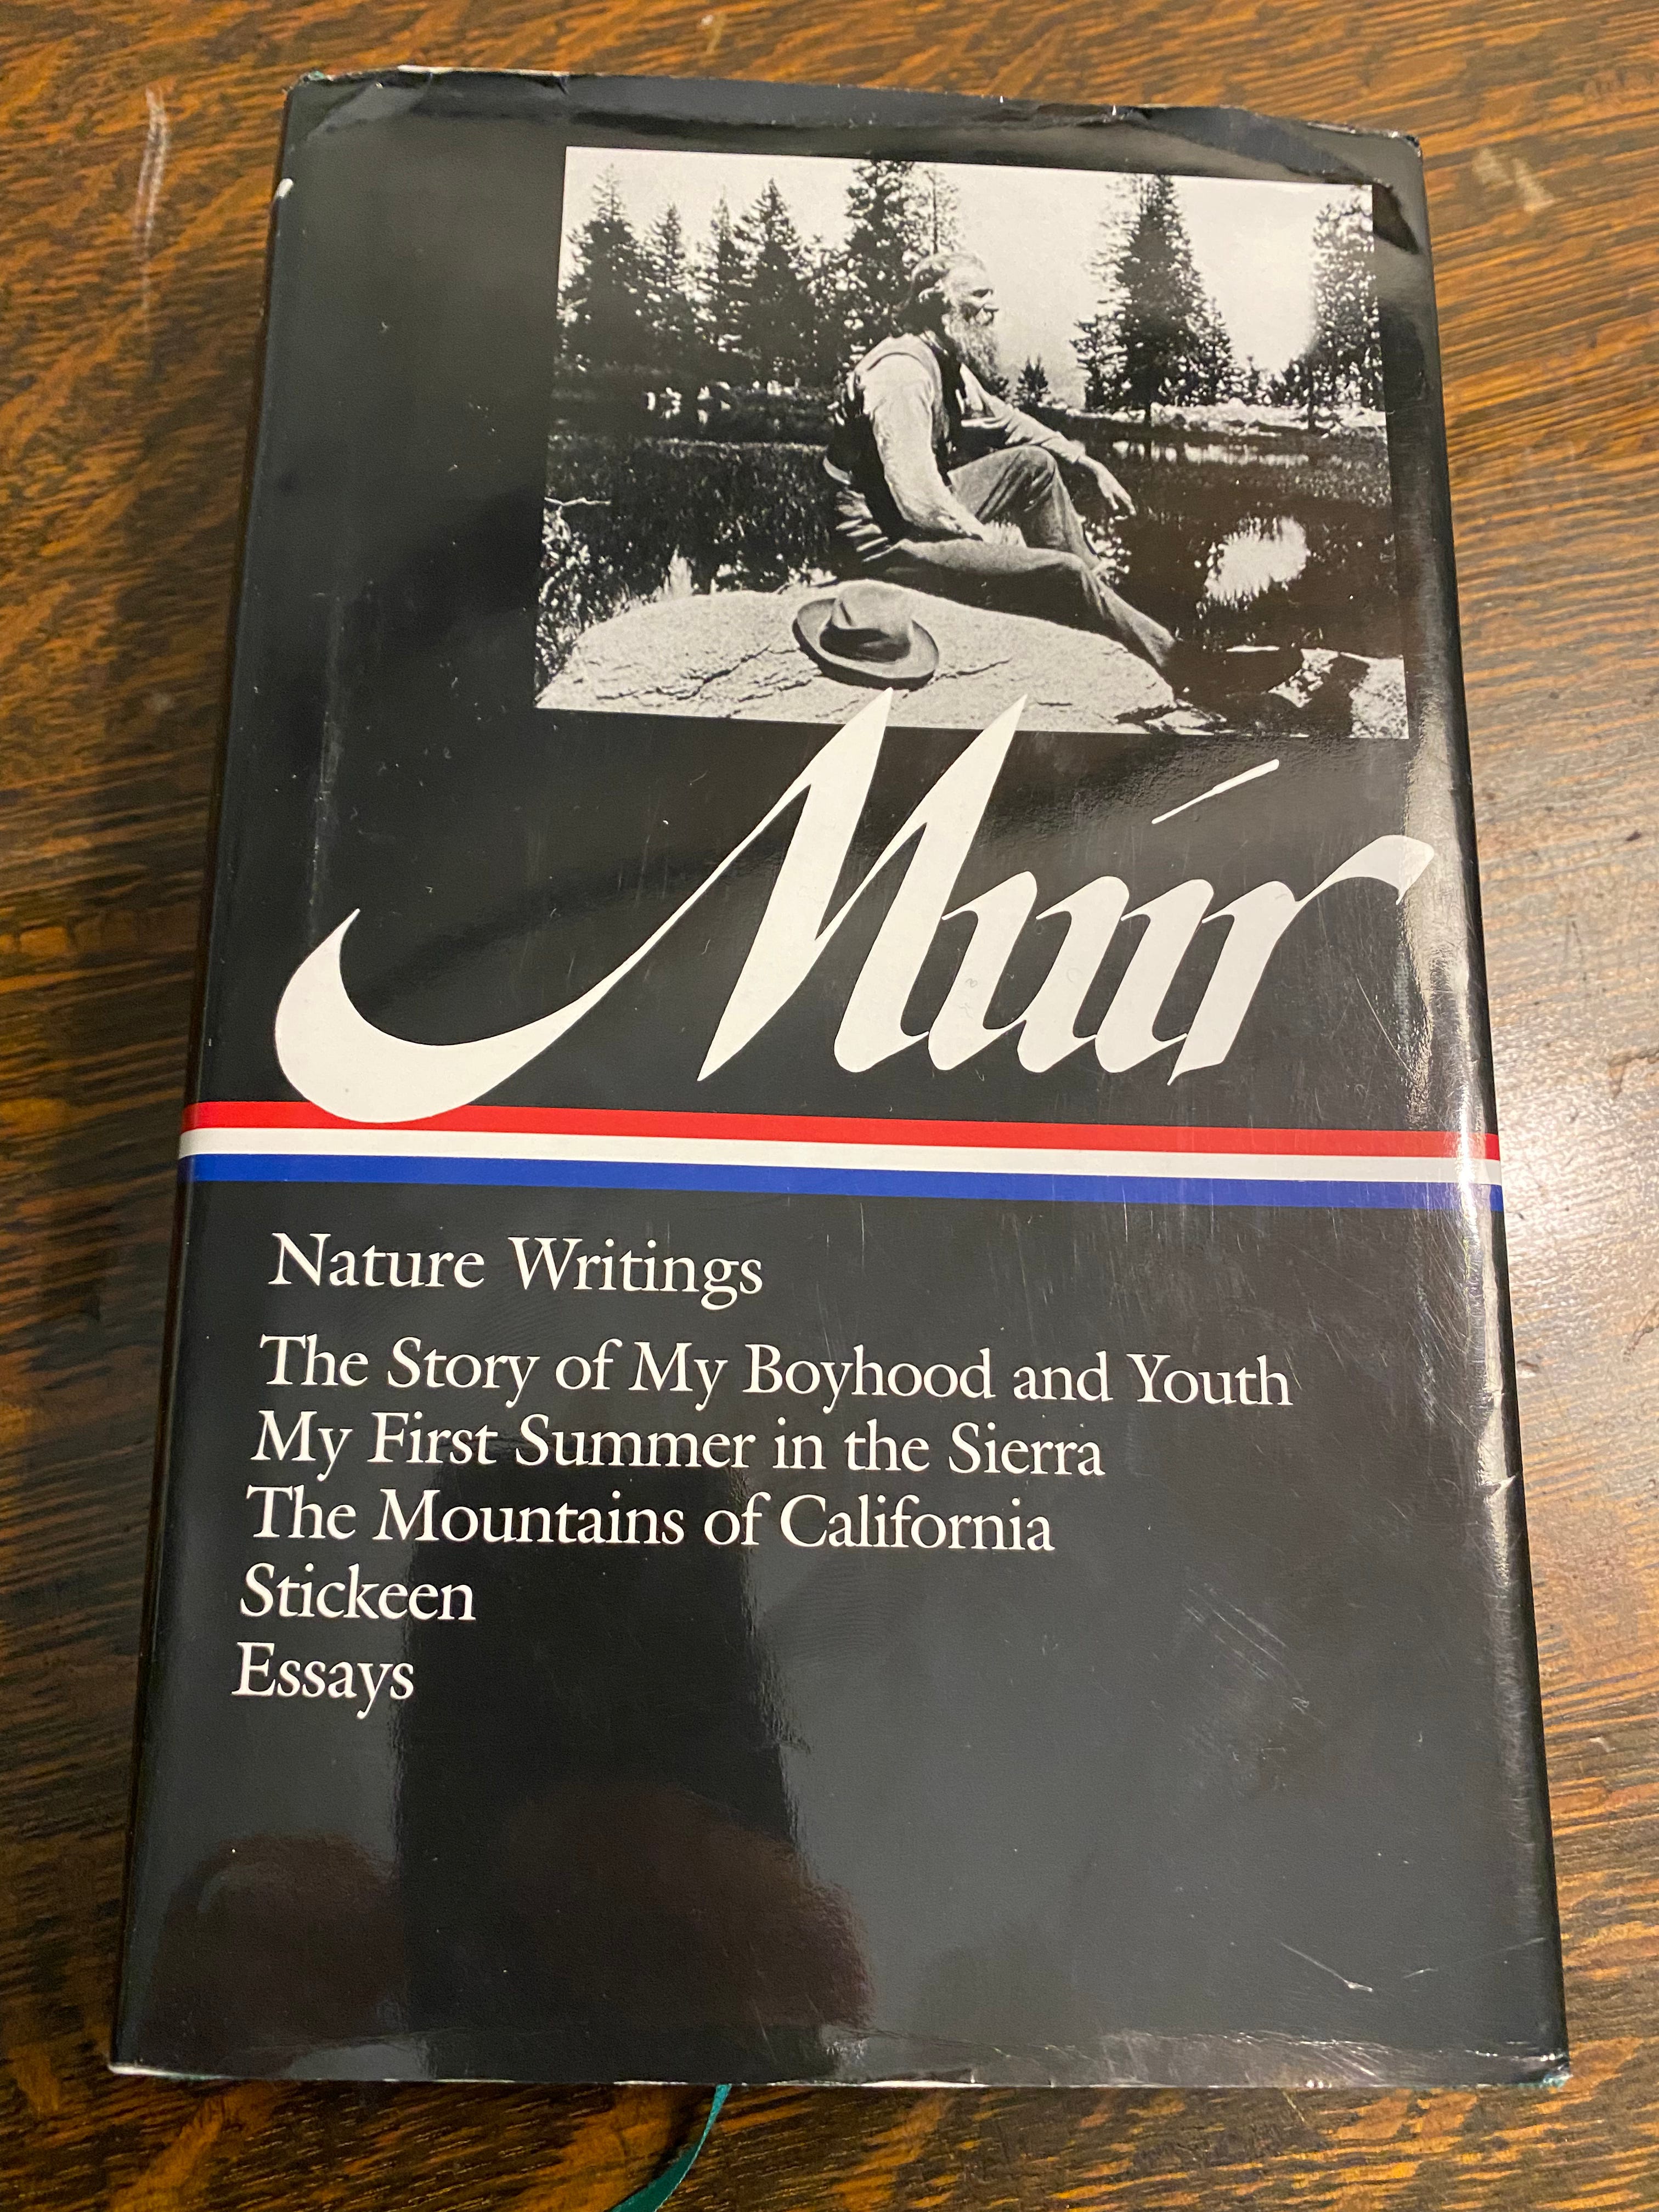 Muir
Nature Writings
The Story of My Boyhood and Youth
My First Summer in the Sierra
The Mountains of California
Stickeen
Essays